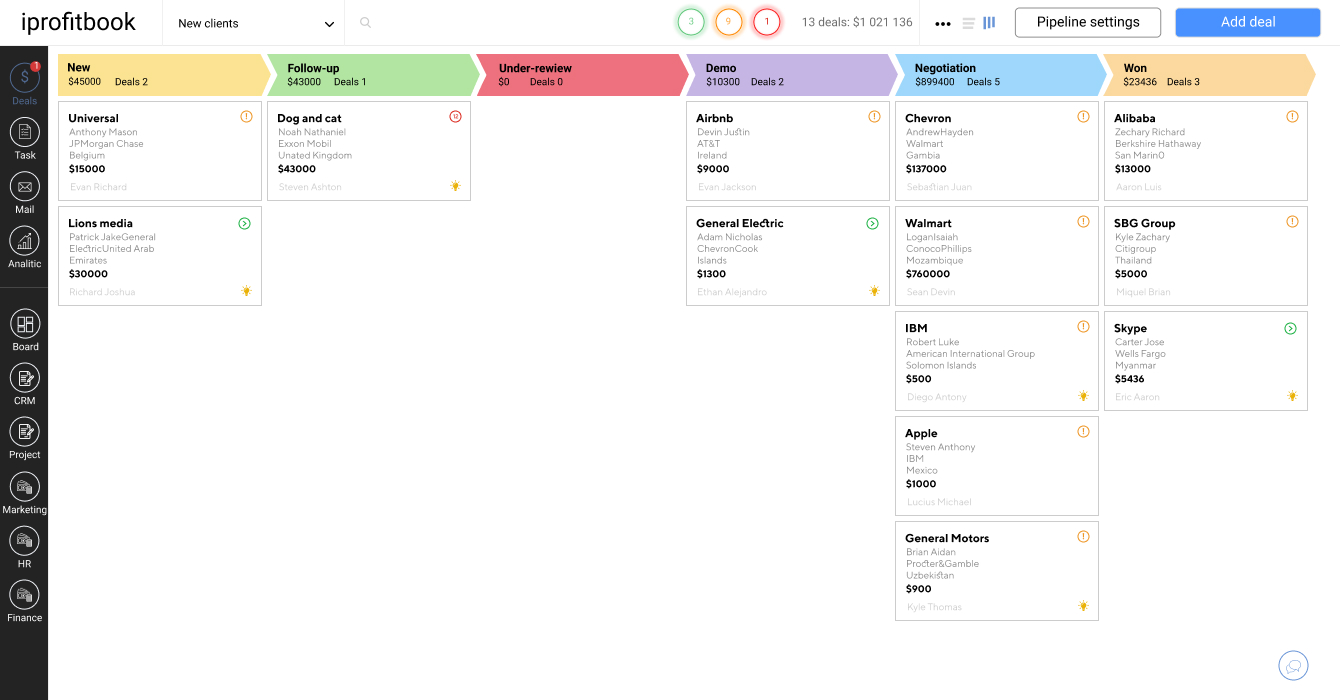 iprofitbook
New clients
3
9
1
13 deals: $1 021 136
Pipeline settings
Add deal
1
Deals
Task
Mail
Analitic
Board
CRM
Project
Marketing
HR
Finance
New
$45000 Deals 2
Follow-up
$43000 Deals 1
Under-rewiew
$0 Deals 0
Demo
$10300 Deals 2
Negotiation
$899400 Deals 5
Won
$23436 Deals 3
Universal
Anthony Mason
JPMorgan Chase
Belgium
$15000
Evan Richard
Lions media
Patrick JakeGeneral
ElectricUnited Arab
Emirates
$30000
Richard Joshua
Dog and cat
Noah Nathaniel
Exxon Mobil
Unated Kingdom
$43000
Steven Ashton
Airbnb
Devin Justin
AT&T
Ireland
$9000
Evan Jackson
General Electric
Adam Nicholas
ChevronCook
Islands
$1300
Ethan Alejandro
Chevron
AndrewHayden
Walmart
Gambia
$137000
Sebastian Juan
Walmart
LoganIsaiah
ConocoPhillips
Mozambique
$760000
Sean Devin
IBM
Robert Luke
American International Group
Solomon Islands
$500
Diego Antony
Apple
Steven Anthony
IBM
Mexico
$1000
Lucius Michael
General Motors
Brian Aidan
Procter&Gamble
Uzbekistan
$900
Kyle Thomas
Alibaba
Zechary Richard
Berkshire Hathaway
San Marin0
$13000
Aaron Luis
SBG Group
Kyle Zachary
Citigroup
Thailand
$5000
Miquel Brian
Skype
Carter Jose
Wells Fargo
Myanmar
$5436
Eric Aaron